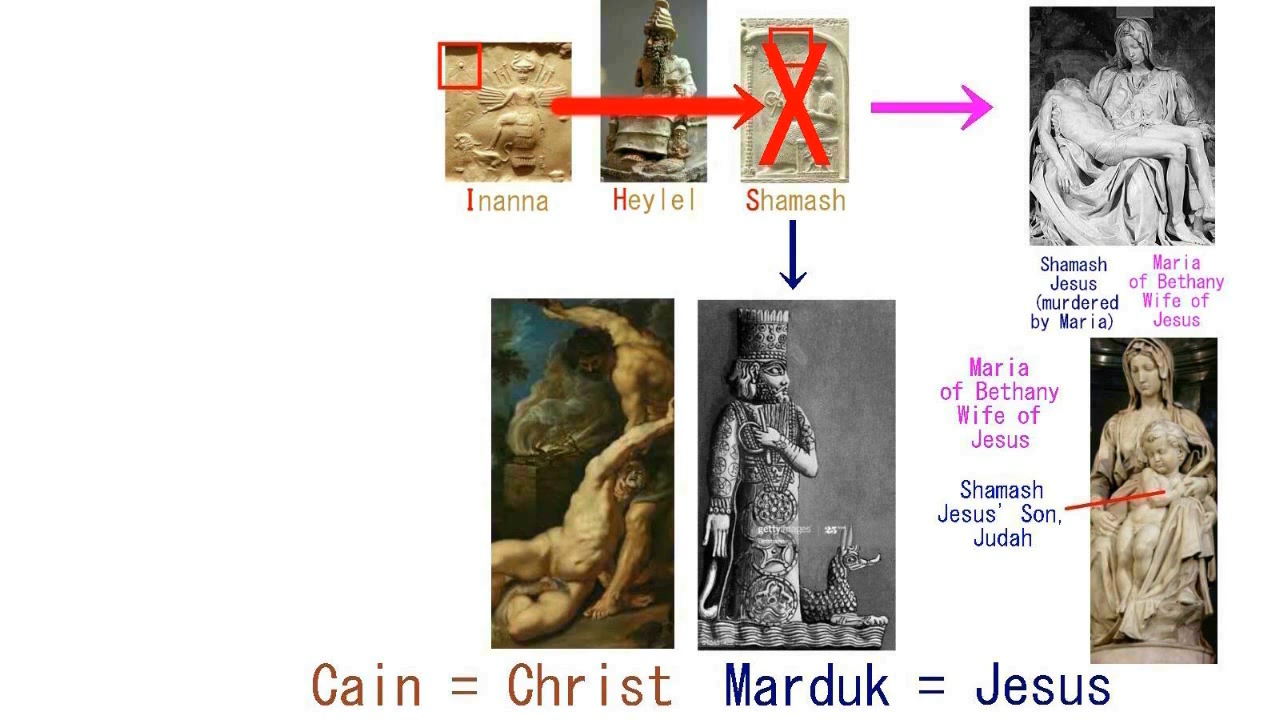 Inanna
Heylel
Shamash
Shamash
Jesus
(murdered
by Maria)
Maria
of Bethany
Wife of
Jesus
Maria
of Bethany
Wife of
Jesus
Shamash
Jesus' Son,
Judah
gettyimages
Cain = Christ
Marduk = Jesus